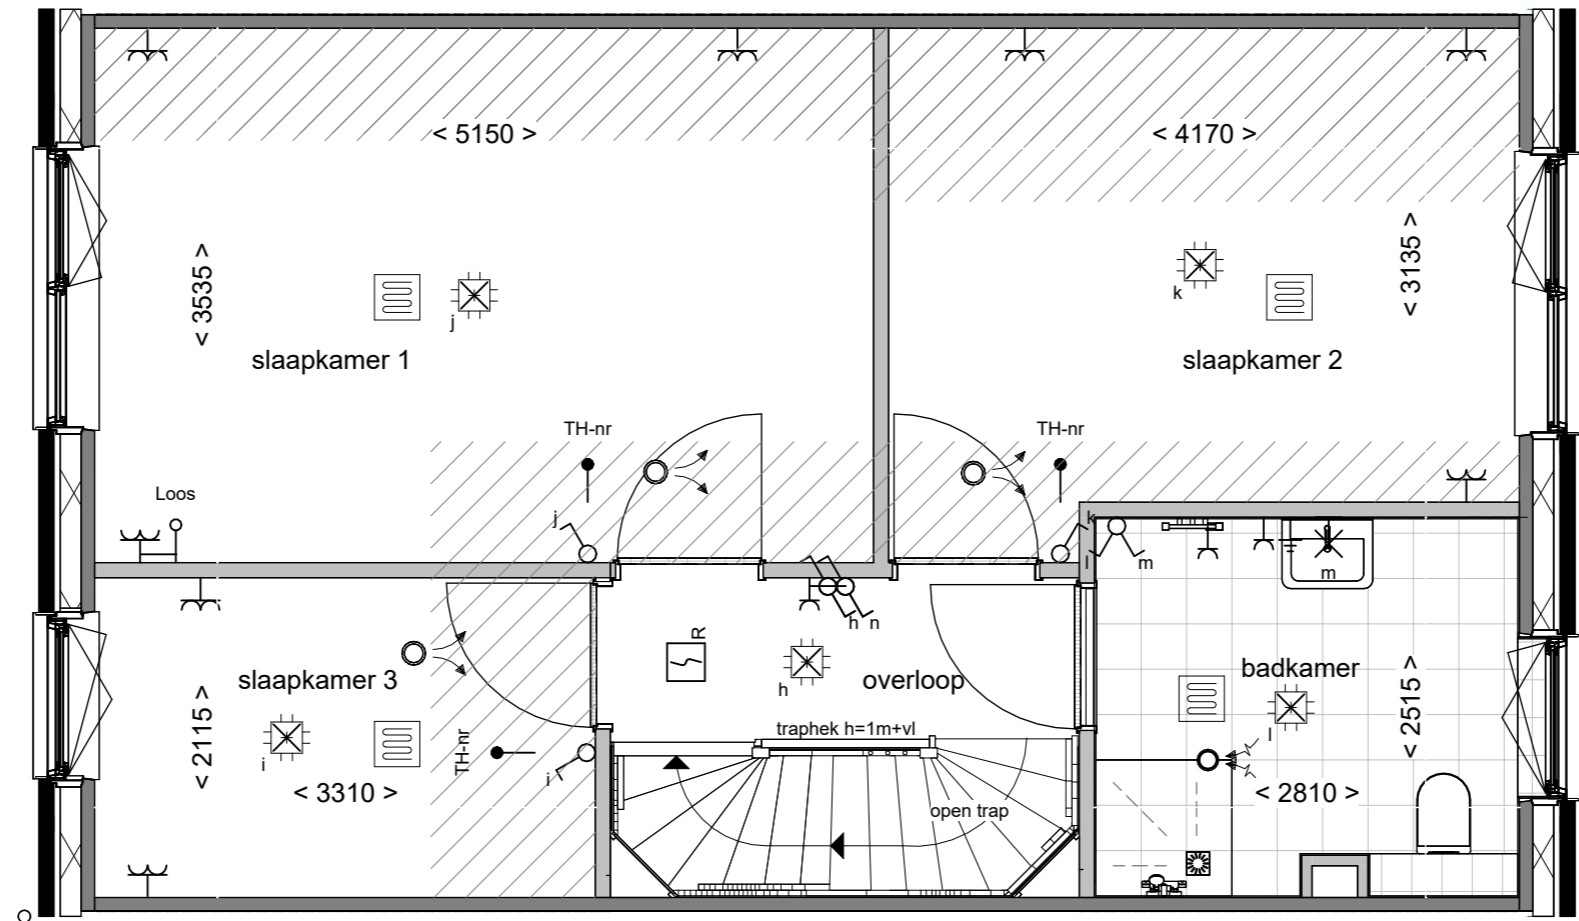 < 5150 >
< 4170 >
< 3535 >
< 3135 >
j
k
slaapkamer 1
slaapkamer 2
TH-nr
TH-nr
Loos
j
k
l
m
m
h n
R
slaapkamer 3
h
overloop
badkamer
traphek h=1m+vl
< 2115 >
i
TH-nr
i
l
< 2515 >
< 3310 >
< 2810 >
open trap